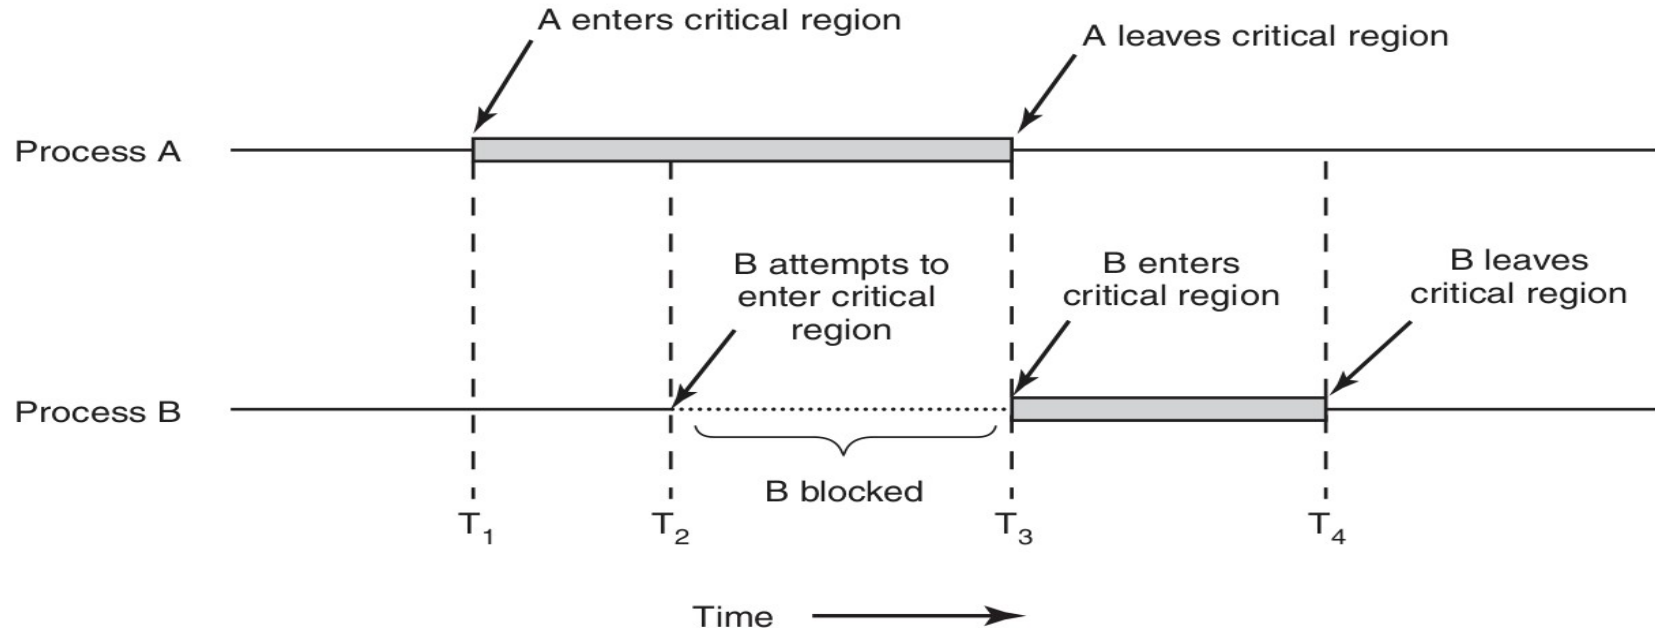 A enters critical region
A leaves critical region
Process A
B attempts to
enter critical
region
B enters
critical region
B leaves
critical region
Process B
B blocked
T1
T2
T3
T4
Time